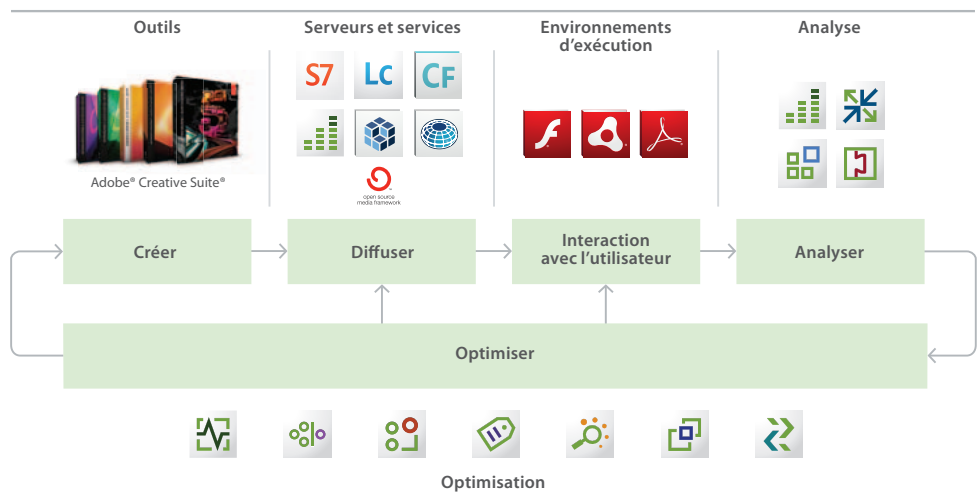 Outils
Serveurs et services
Environnements
d'exécution
Analyse
S7
LC
CF
open source
media framework
Adobe® Creative Suite®
Créer
Diffuser
Interaction
avec l'utilisateur
Analyser
Optimiser
Optimisation